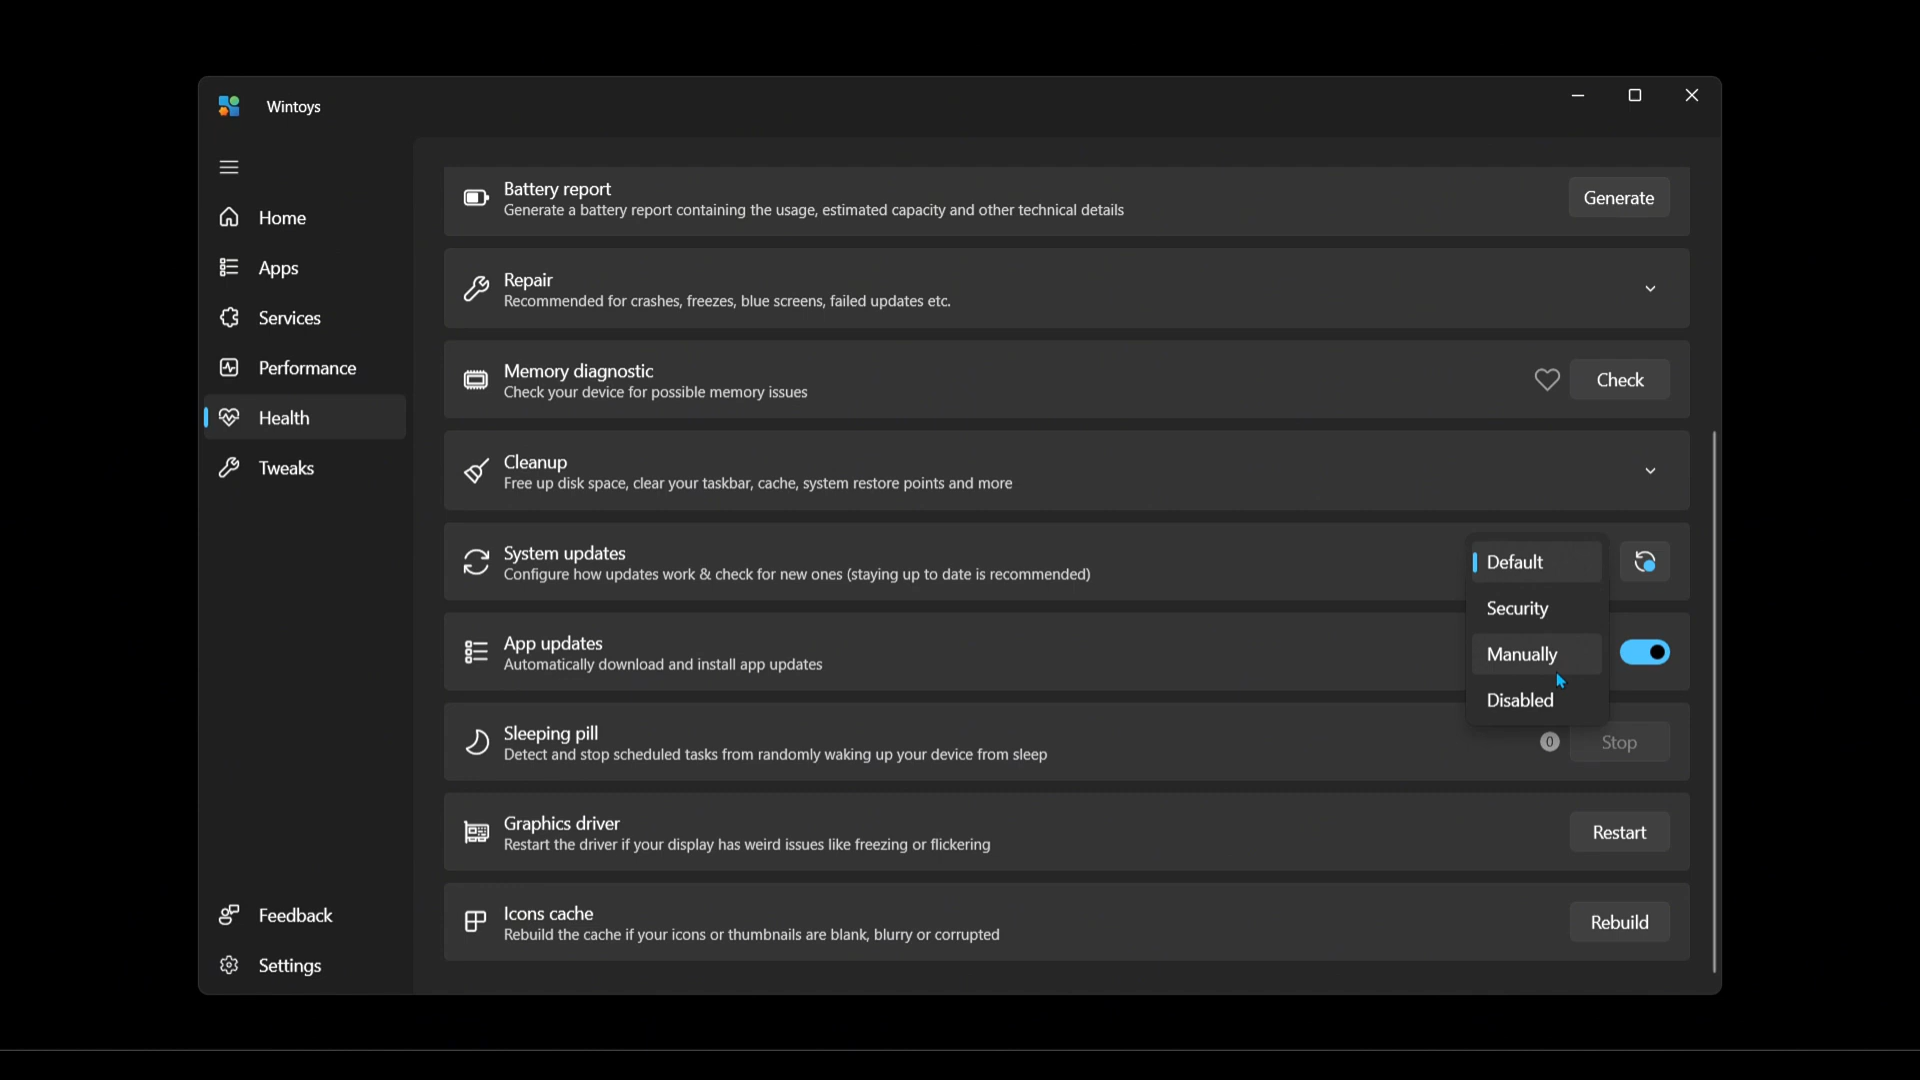 Wintoys
Home
Apps
Services
Performance
Health
Tweaks
Feedback
Settings
Battery report
Generate a battery report containing the usage, estimated capacity and other technical details
Generate
Repair
Recommended for crashes, freezes, blue screens, failed updates etc.
Memory diagnostic
Check your device for possible memory issues
Check
Cleanup
Free up disk space, clear your taskbar, cache, system restore points and more
System updates
Configure how updates work & check for new ones (staying up to date is recommended)
Default
Security
Manually
Disabled
App updates
Automatically download and install app updates
Sleeping pill
Detect and stop scheduled tasks from randomly waking up your device from sleep
0
Stop
Graphics driver
Restart the driver if your display has weird issues like freezing or flickering
Restart
Icons cache
Rebuild the cache if your icons or thumbnails are blank, blurry or corrupted
Rebuild